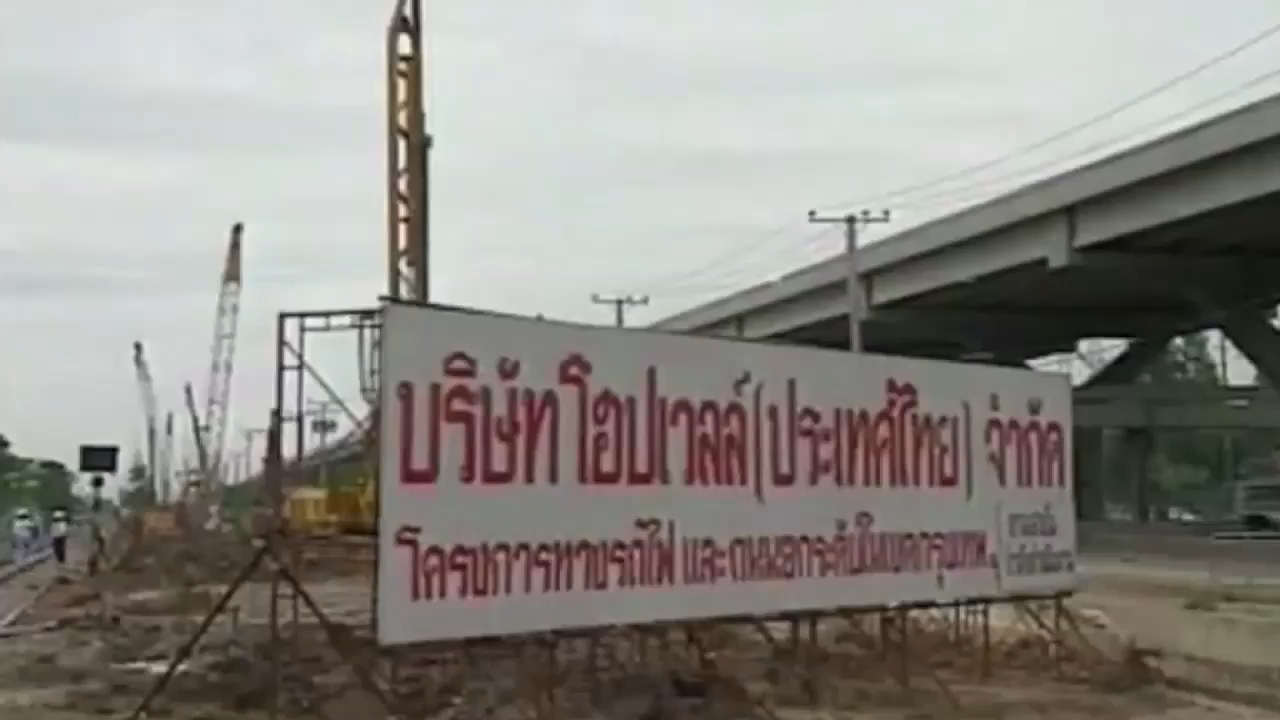 บริษัท โฮปเวลล์ (ประเทศไทย) จำกัด
โครงการทางรถไฟ และถนนยกระดับในเขตกรุงเทพฯ